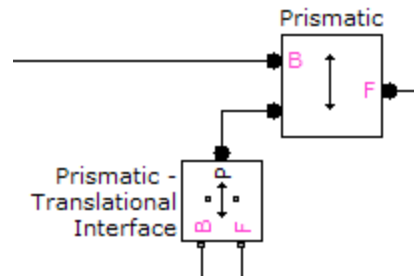 Prismatic
B
F
Prismatic -
Translational
Interface
P
B
F